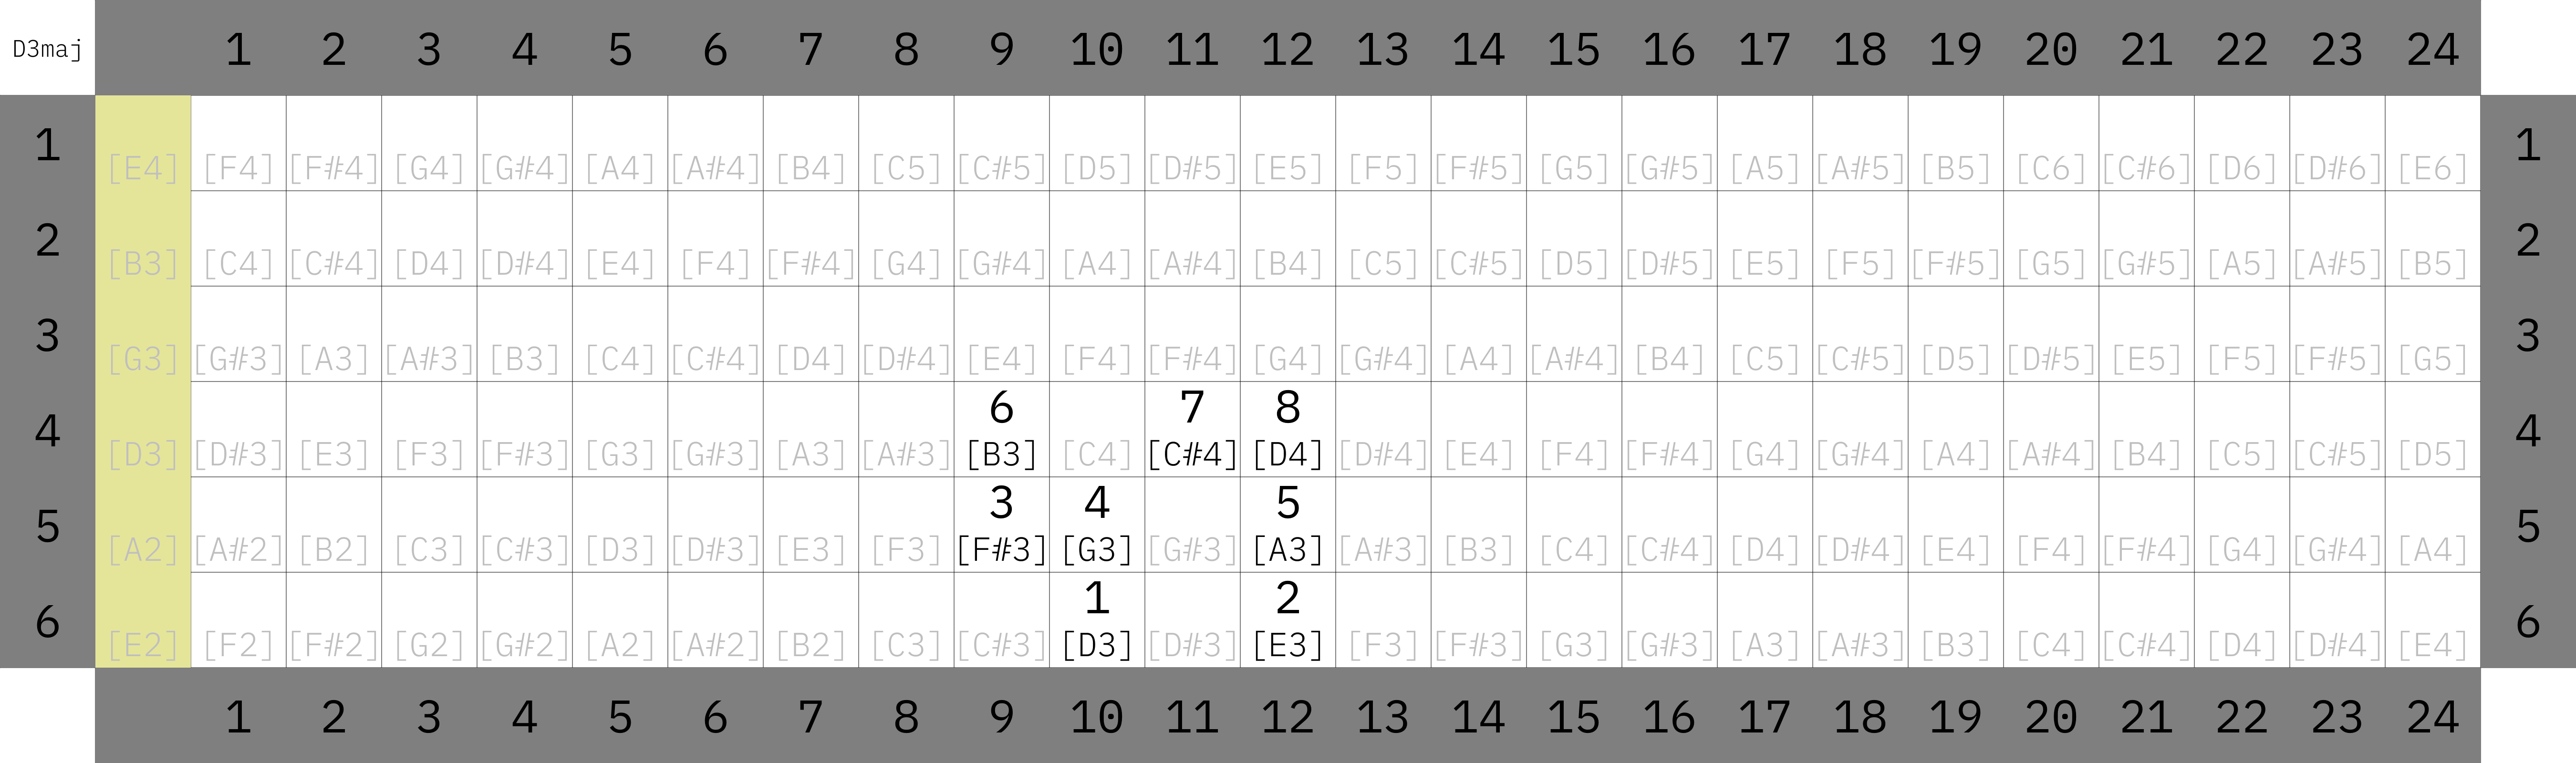 D3maj 1 2 3 4 5 6 7 8 9 10 11 12 13 14 15 16 17 18 19 20 21 22 23 24
1 [E4] [F4] [F#4] [G4] [G#4] [A4] [A#4] [B4] [C5] [C#5] [D5] [D#5] [E5] [F5] [F#5] [G5] [G#5] [A5] [A#5] [B5] [C6] [C#6] [D6] [D#6] [E6] 1
2 [B3] [C4] [C#4] [D4] [D#4] [E4] [F4] [F#4] [G4] [G#4] [A4] [A#4] [B4] [C5] [C#5] [D5] [D#5] [E5] [F5] [F#5] [G5] [G#5] [A5] [A#5] [B5] 2
3 [G3] [G#3] [A3] [A#3] [B3] [C4] [C#4] [D4] [D#4] [E4] [F4] [F#4] [G4] [G#4] [A4] [A#4] [B4] [C5] [C#5] [D5] [D#5] [E5] [F5] [F#5] [G5] 3
6 7 8
4 [D3] [D#3] [E3] [F3] [F#3] [G3] [G#3] [A3] [A#3] [B3] [C4] [C#4] [D4] [D#4] [E4] [F4] [F#4] [G4] [G#4] [A4] [A#4] [B4] [C5] [C#5] [D5] 4
3 4 5
5 [A2] [A#2] [B2] [C3] [C#3] [D3] [D#3] [E3] [F3] [F#3] [G3] [G#3] [A3] [A#3] [B3] [C4] [C#4] [D4] [D#4] [E4] [F4] [F#4] [G4] [G#4] [A4] 5
1 2
6 [E2] [F2] [F#2] [G2] [G#2] [A2] [A#2] [B2] [C3] [C#3] [D3] [D#3] [E3] [F3] [F#3] [G3] [G#3] [A3] [A#3] [B3] [C4] [C#4] [D4] [D#4] [E4] 6
1 2 3 4 5 6 7 8 9 10 11 12 13 14 15 16 17 18 19 20 21 22 23 24